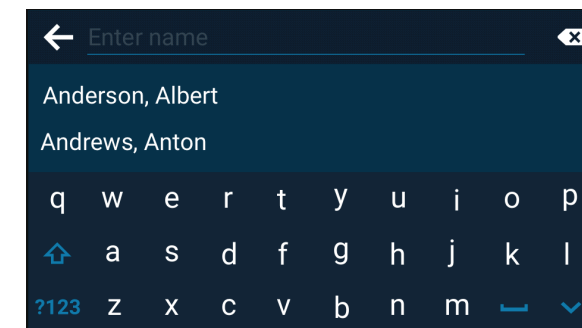 Enter name
Anderson, Albert
Andrews, Anton
q w e r t y u i o p
a s d f g h j k l
?123 z x c v b n m